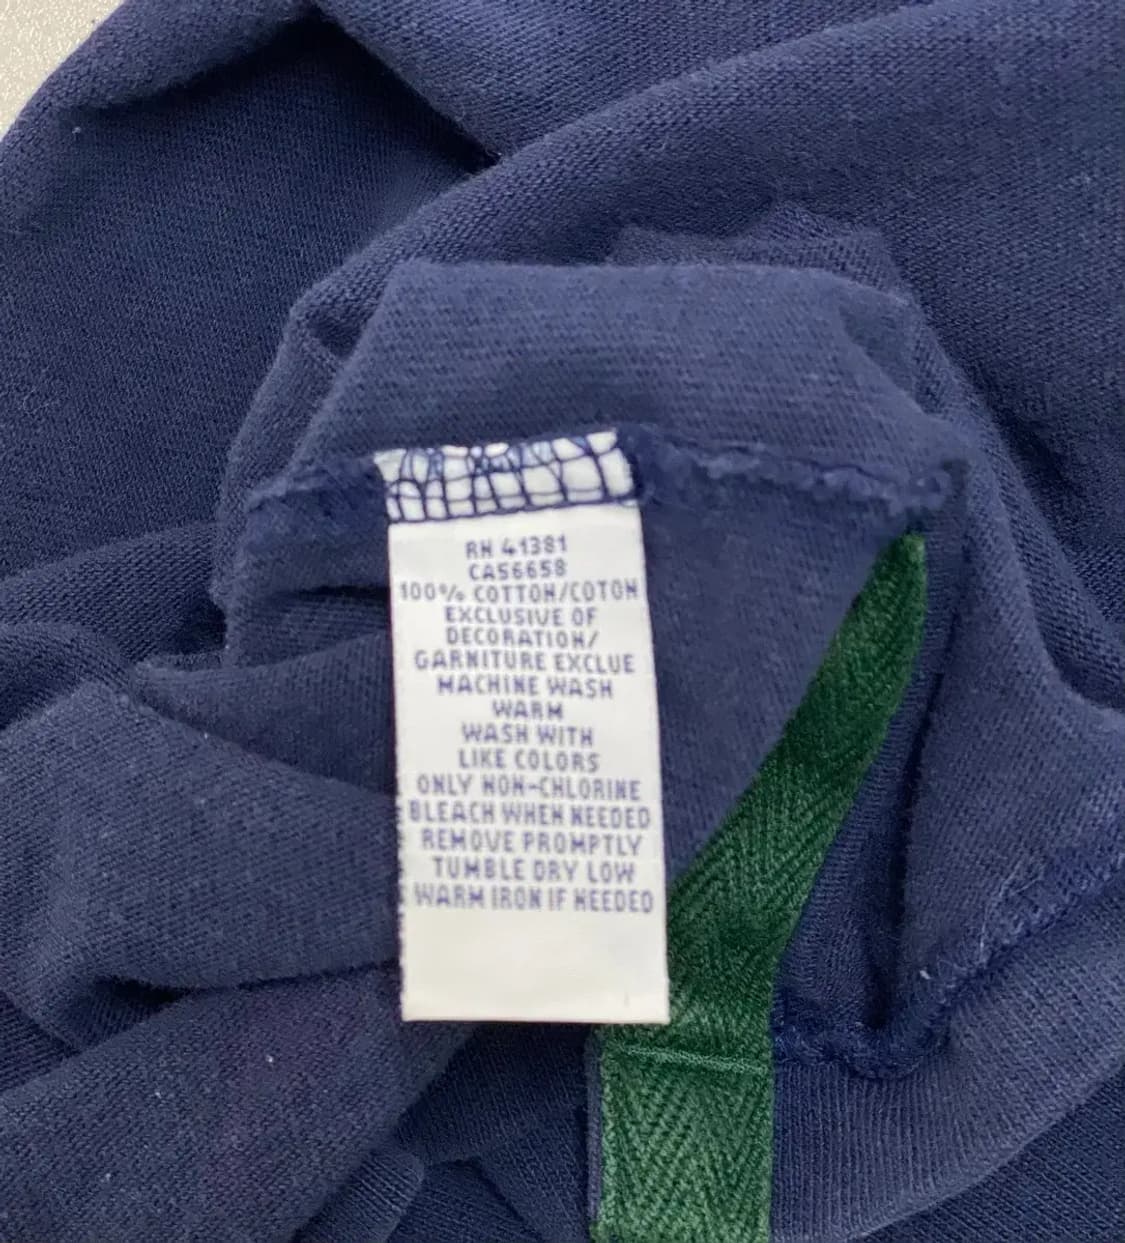 RN 41381
CA56658
100% COTTON/COTON
EXCLUSIVE OF
DECORATION/
GARNITURE EXCLUE
MACHINE WASH
WARM
WASH WITH
LIKE COLORS
ONLY NON-CHLORINE
BLEACH WHEN NEEDED
REMOVE PROMPTLY
TUMBLE DRY LOW
WARM IRON IF NEEDED